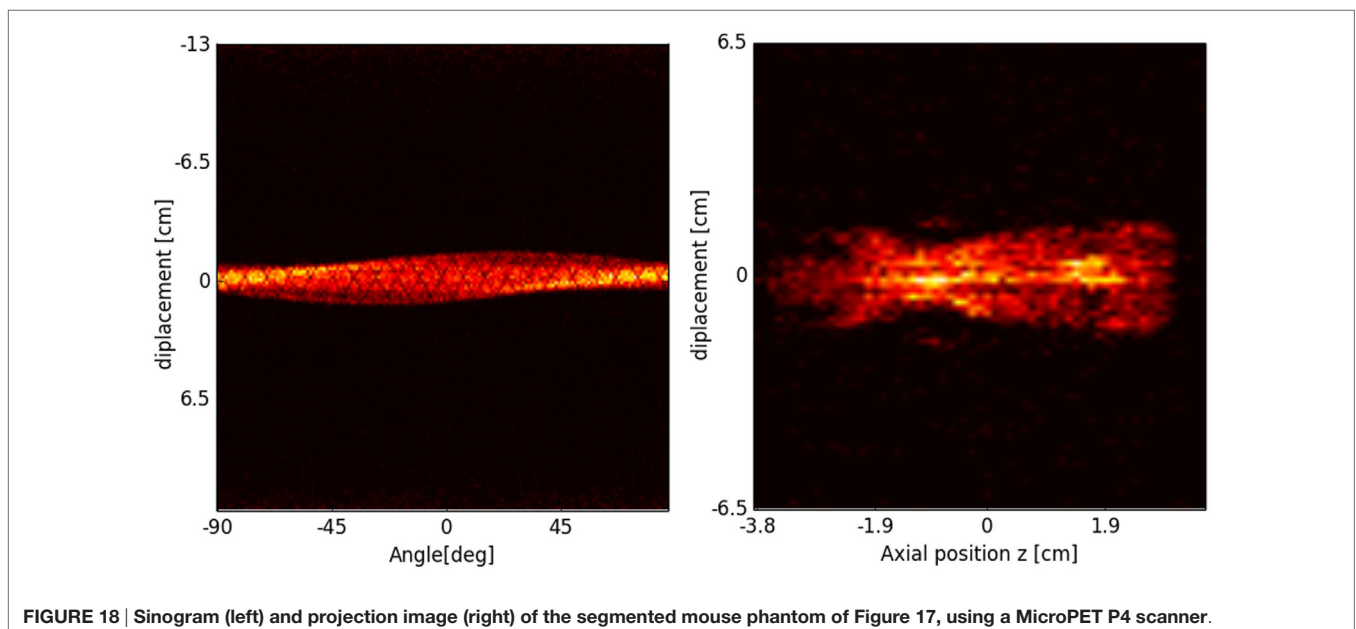 -13
-6.5
0
6.5
diplacement [cm]
-90 -45 0 45
Angle[deg]
6.5
0
-6.5
diplacement [cm]
-3.8 -1.9 0 1.9
Axial position z [cm]
FIGURE 18 | Sinogram (left) and projection image (right) of the segmented mouse phantom of Figure 17, using a MicroPET P4 scanner.